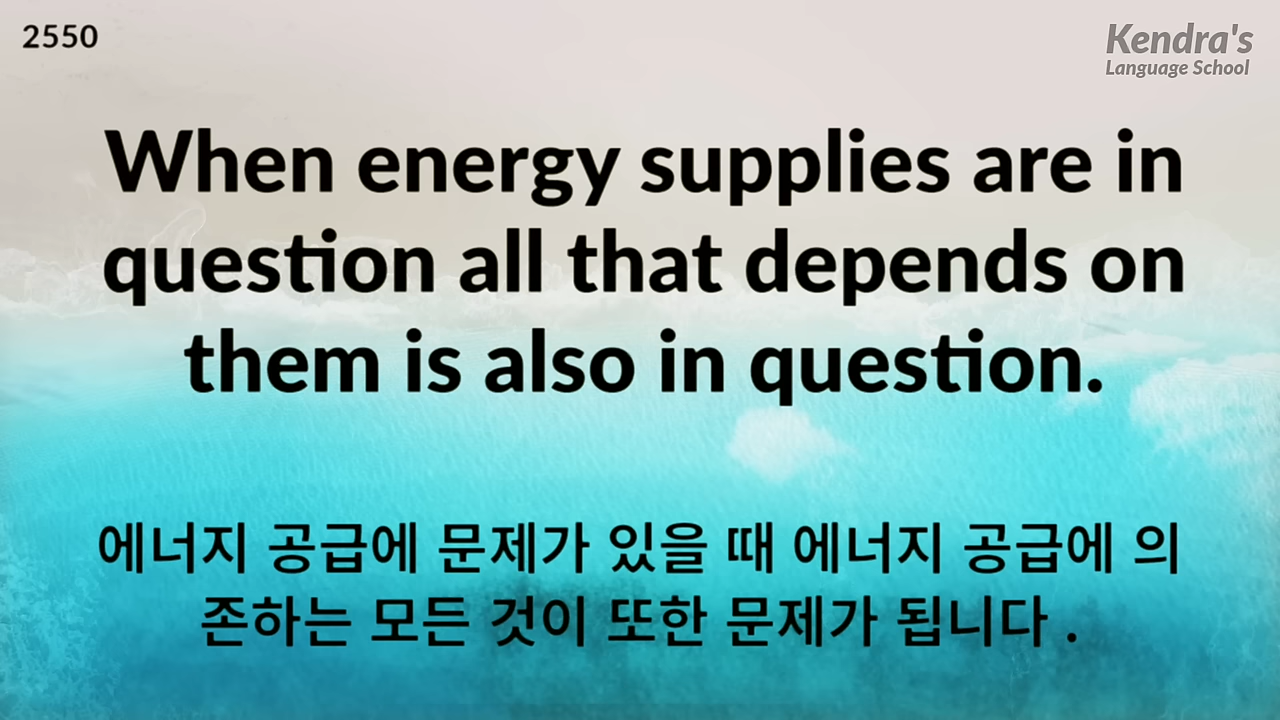 2550
Kendra's
Language School
When energy supplies are in
question all that depends on
them is also in question.
에너지 공급에 문제가 있을 때 에너지 공급에 의
존하는 모든 것이 또한 문제가 됩니다 .